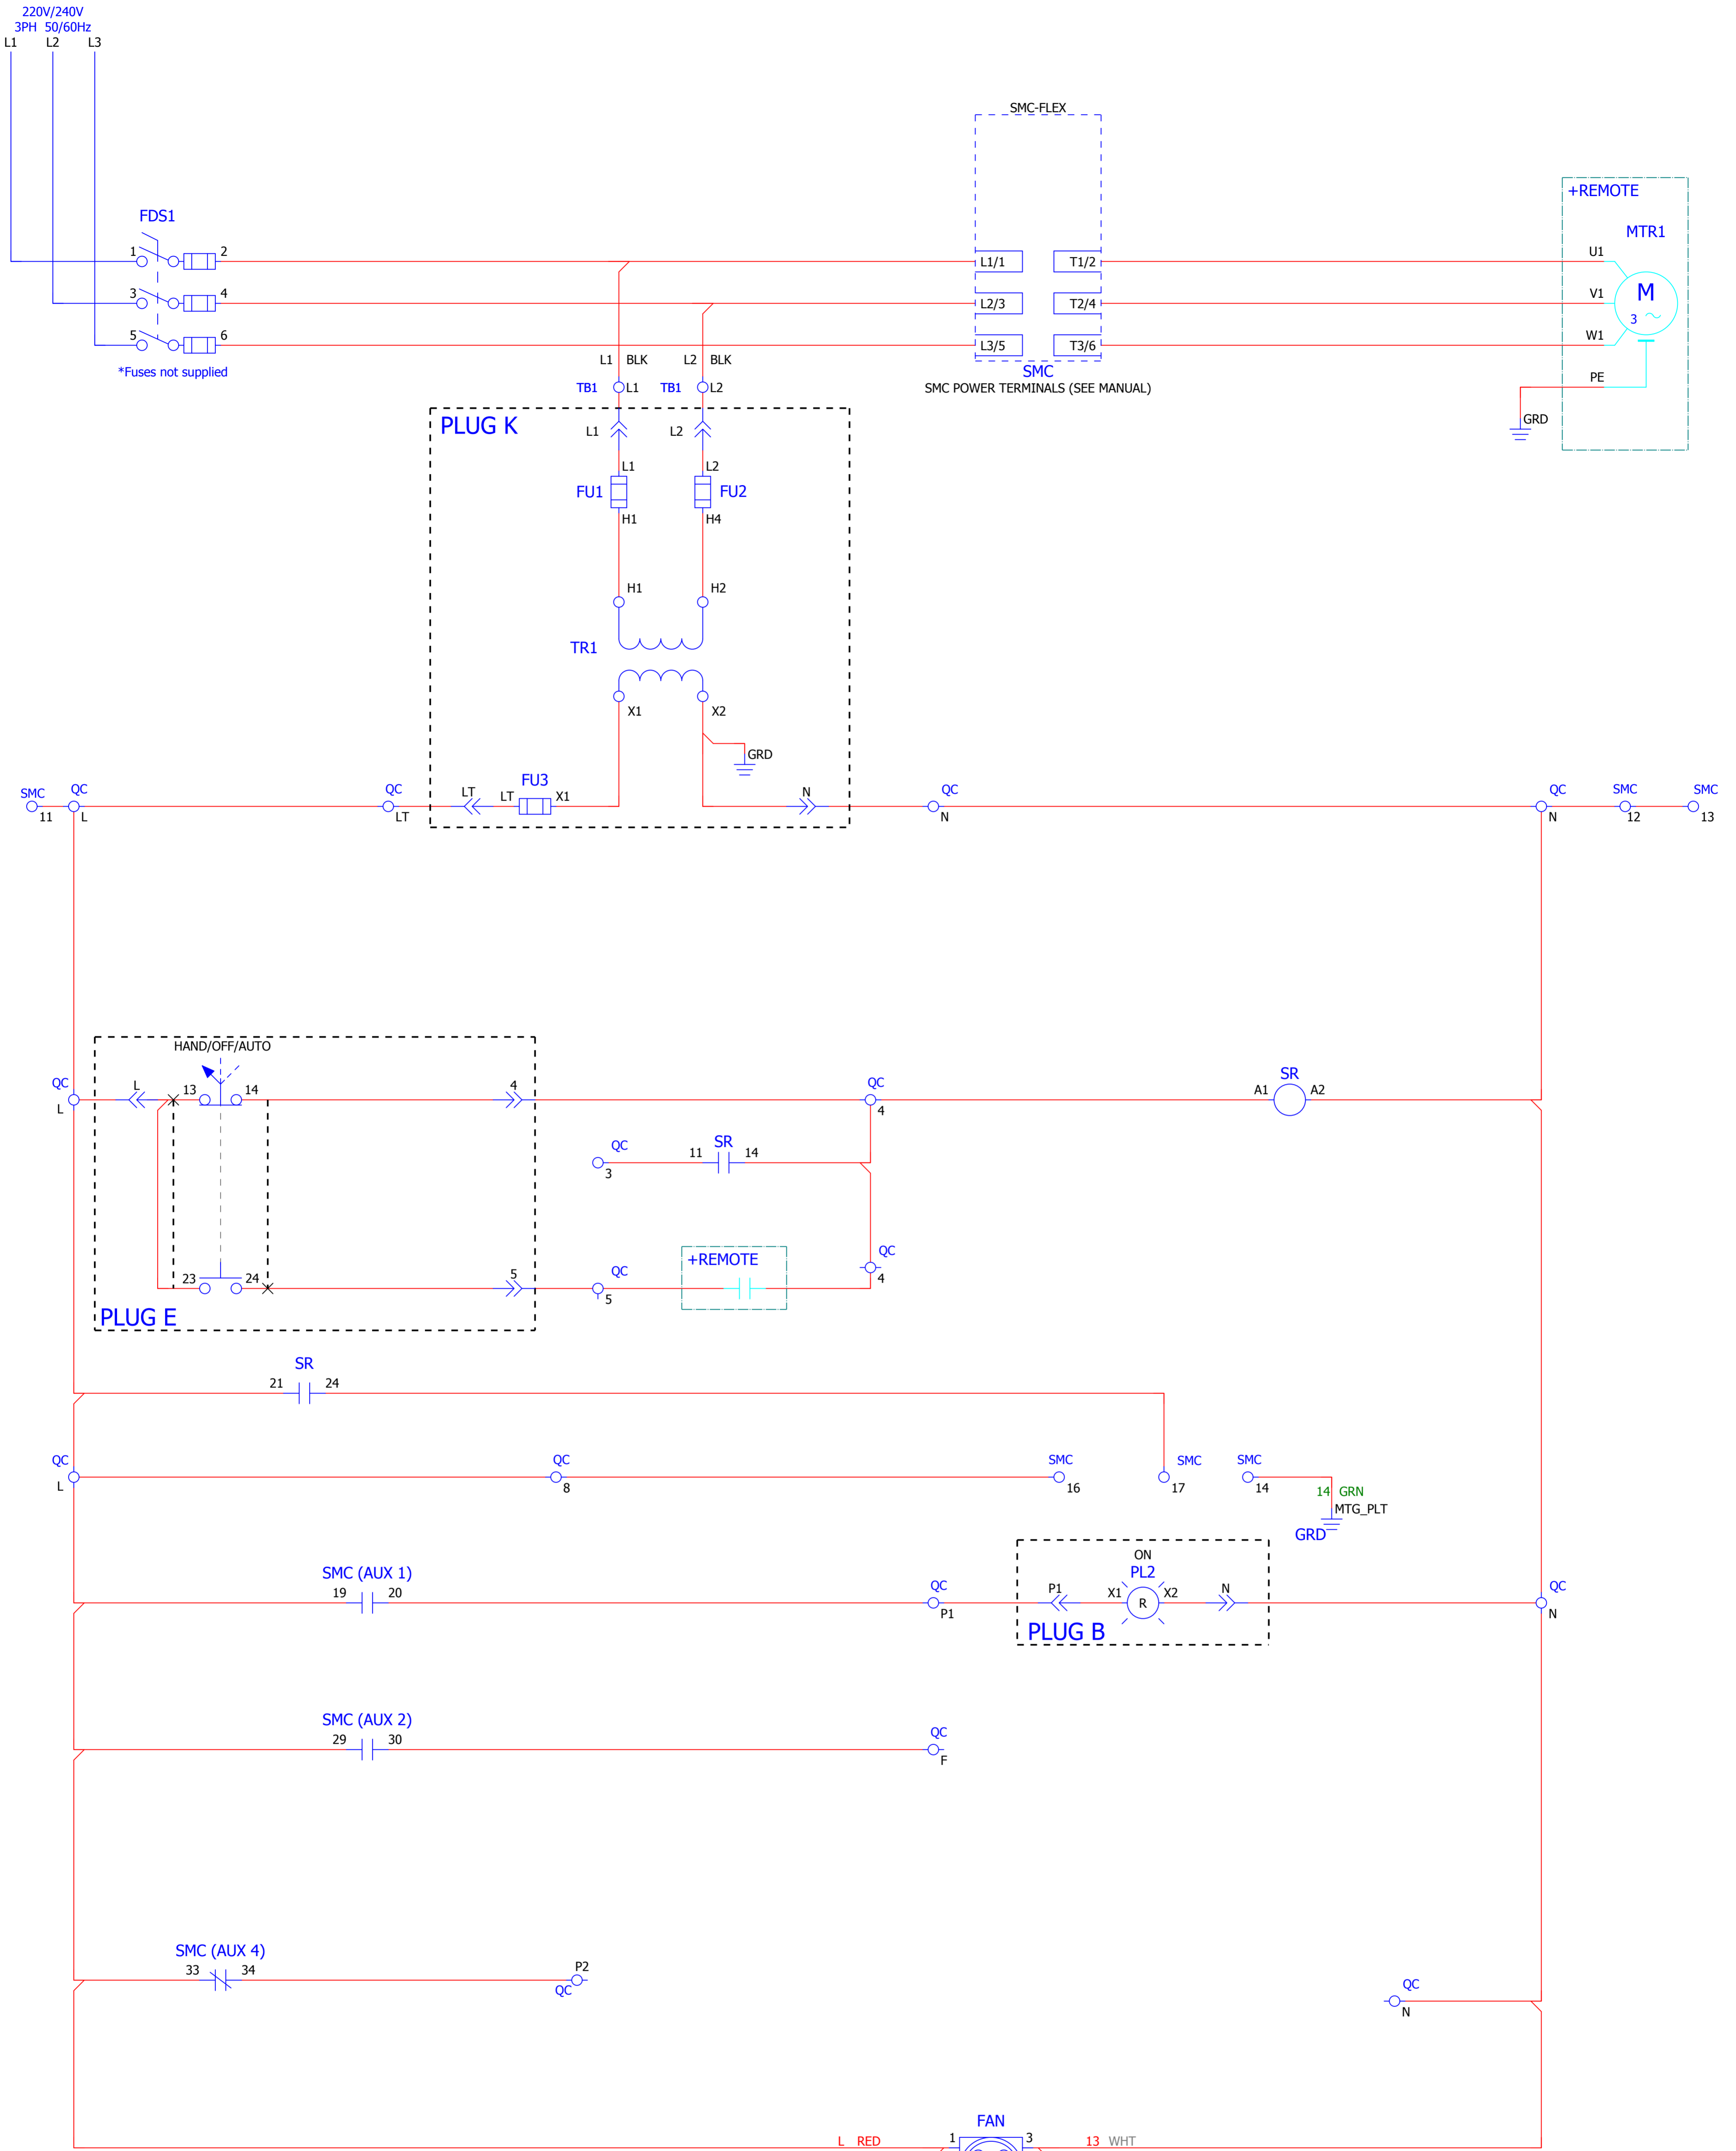 220V/240V
3PH 50/60Hz
L1 L2 L3
SMC-FLEX
+REMOTE
FDS1
MTR1
1 2 L1/1 T1/2 U1
3 4 L2/3 T2/4 V1
M
3
5 6 L3/5 T3/6 W1
*Fuses not supplied
L1 BLK L2 BLK
SMC
SMC POWER TERMINALS (SEE MANUAL)
PE
TB1 L1 TB1 L2
GRD
PLUG K
L1 L2
L1 L2
FU1 FU2
H1 H4
H1 H2
TR1
X1 X2
GRD
FU3
SMC QC QC LT LT X1 N QC QC SMC SMC
11 L LT N N 12 13
HAND/OFF/AUTO
QC L 13 14 4 QC SR
L 4 A1 A2
QC SR
3 11 14
+REMOTE
QC
4
23 24 5 QC
5
PLUG E
SR
21 24
QC QC SMC SMC SMC
L 8 16 17 14
14 GRN
MTG_PLT
GRD
ON
PL2
SMC (AUX 1)
19 20 QC P1 X1 R X2 N QC
P1 N
PLUG B
SMC (AUX 2)
29 30 QC
F
SMC (AUX 4)
33 34 P2
QC
QC
N
FAN
L RED 1 3 13 WHT